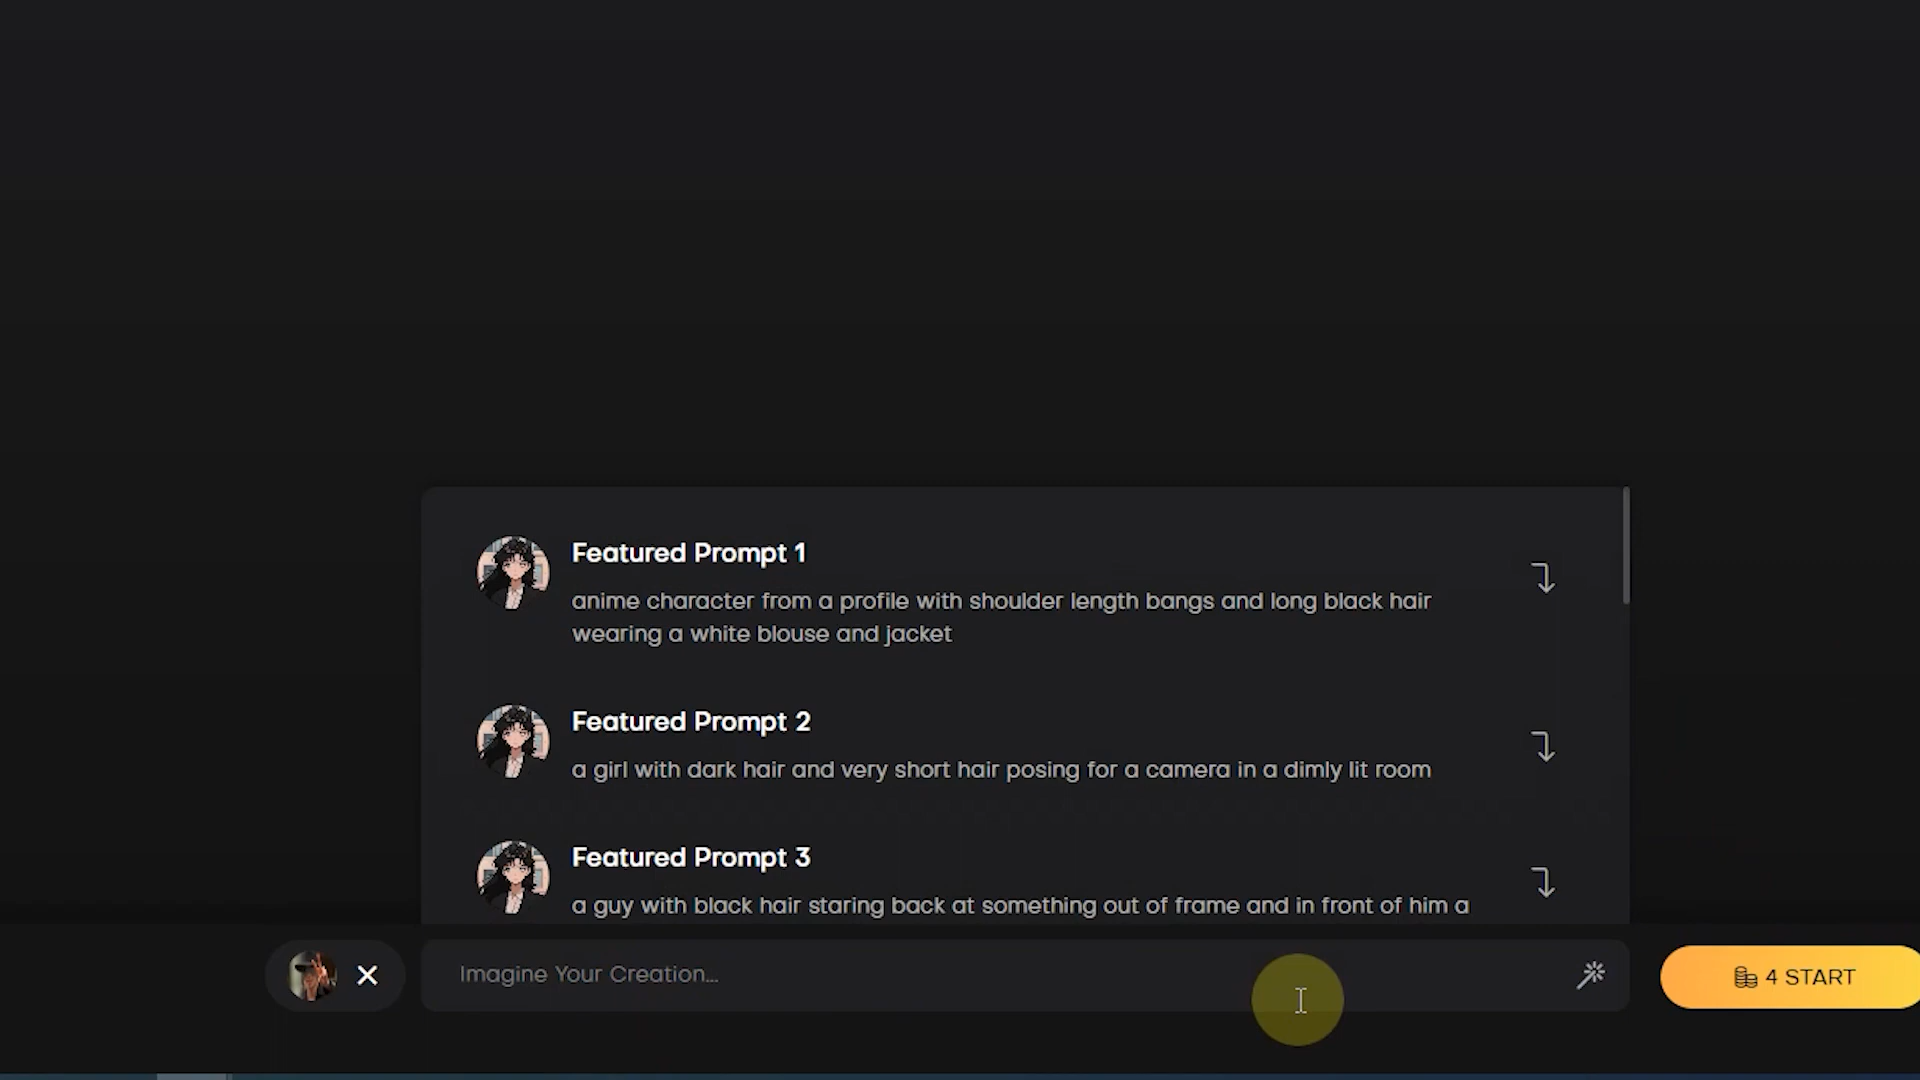 Featured Prompt 1
anime character from a profile with shoulder length bangs and long black hair
wearing a white blouse and jacket
Featured Prompt 2
a girl with dark hair and very short hair posing for a camera in a dimly lit room
Featured Prompt 3
a guy with black hair staring back at something out of frame and in front of him a
Imagine Your Creation...
4 START